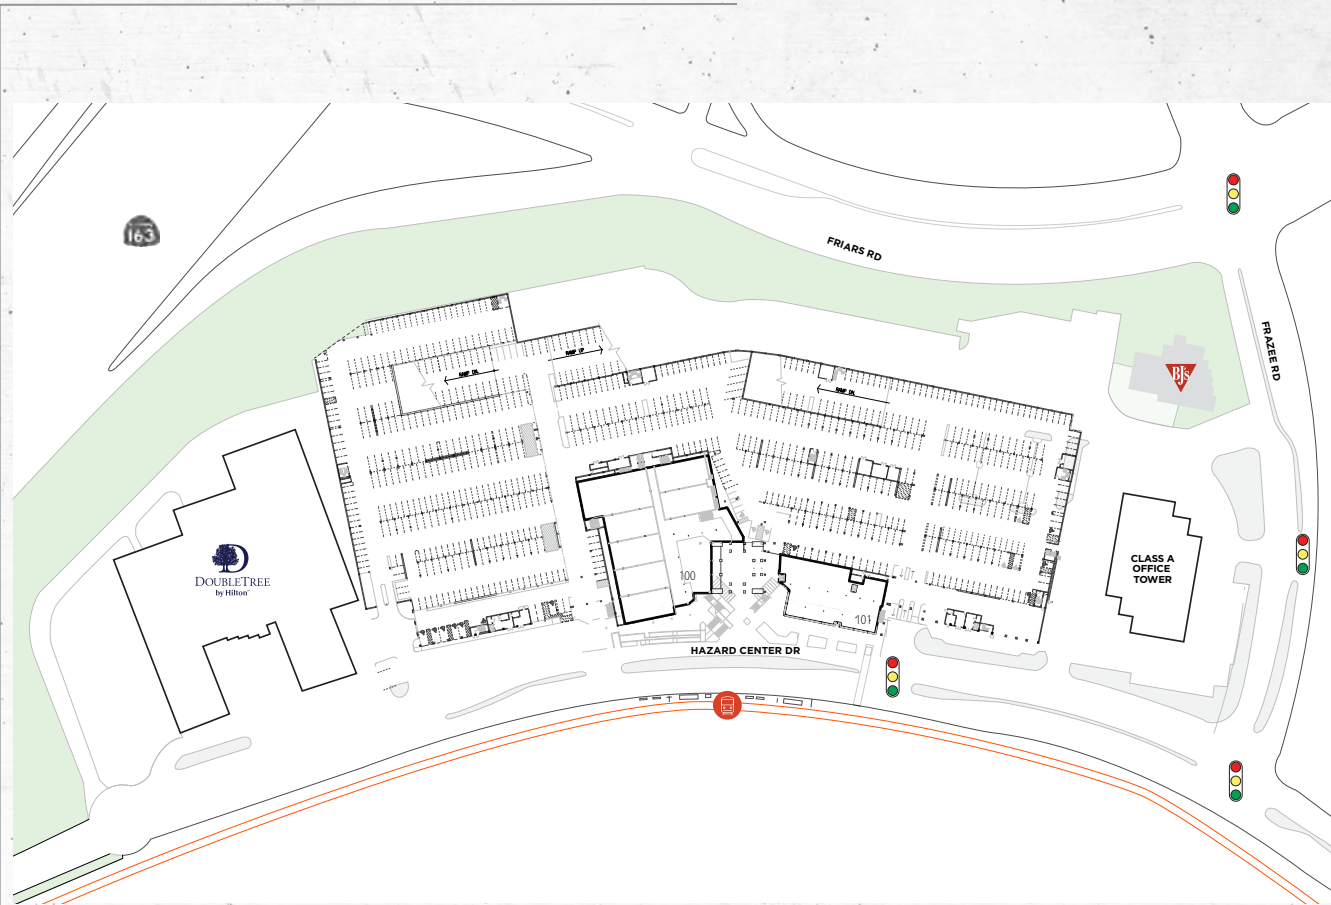 163
FRIARS RD
FRAZEE RD
RAMP UP
RAMP DN
RAMP DN
BJ's
DOUBLETREE
by Hilton™
100
101
CLASS A
OFFICE
TOWER
HAZARD CENTER DR